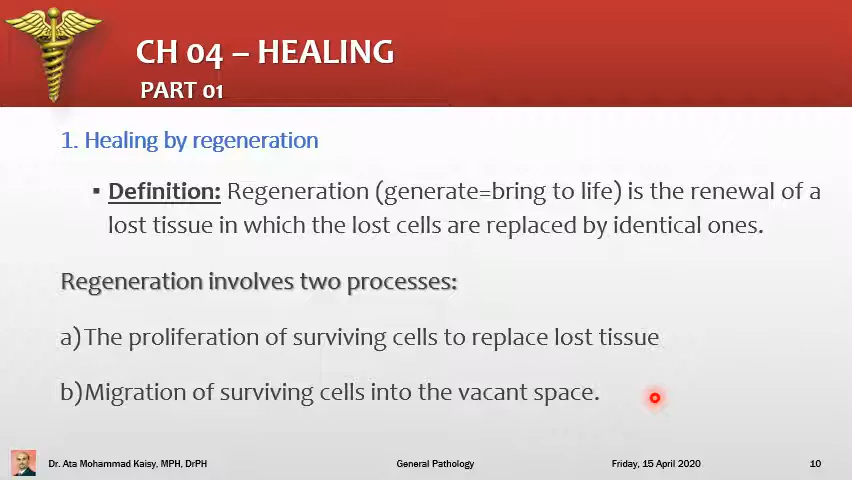 CH 04 – HEALING
PART 01
1. Healing by regeneration
▪ Definition: Regeneration (generate=bring to life) is the renewal of a
lost tissue in which the lost cells are replaced by identical ones.
Regeneration involves two processes:
a)The proliferation of surviving cells to replace lost tissue
b)Migration of surviving cells into the vacant space.
Dr. Ata Mohammad Kaisy, MPH, DrPH General Pathology Friday, 15 April 2020 10